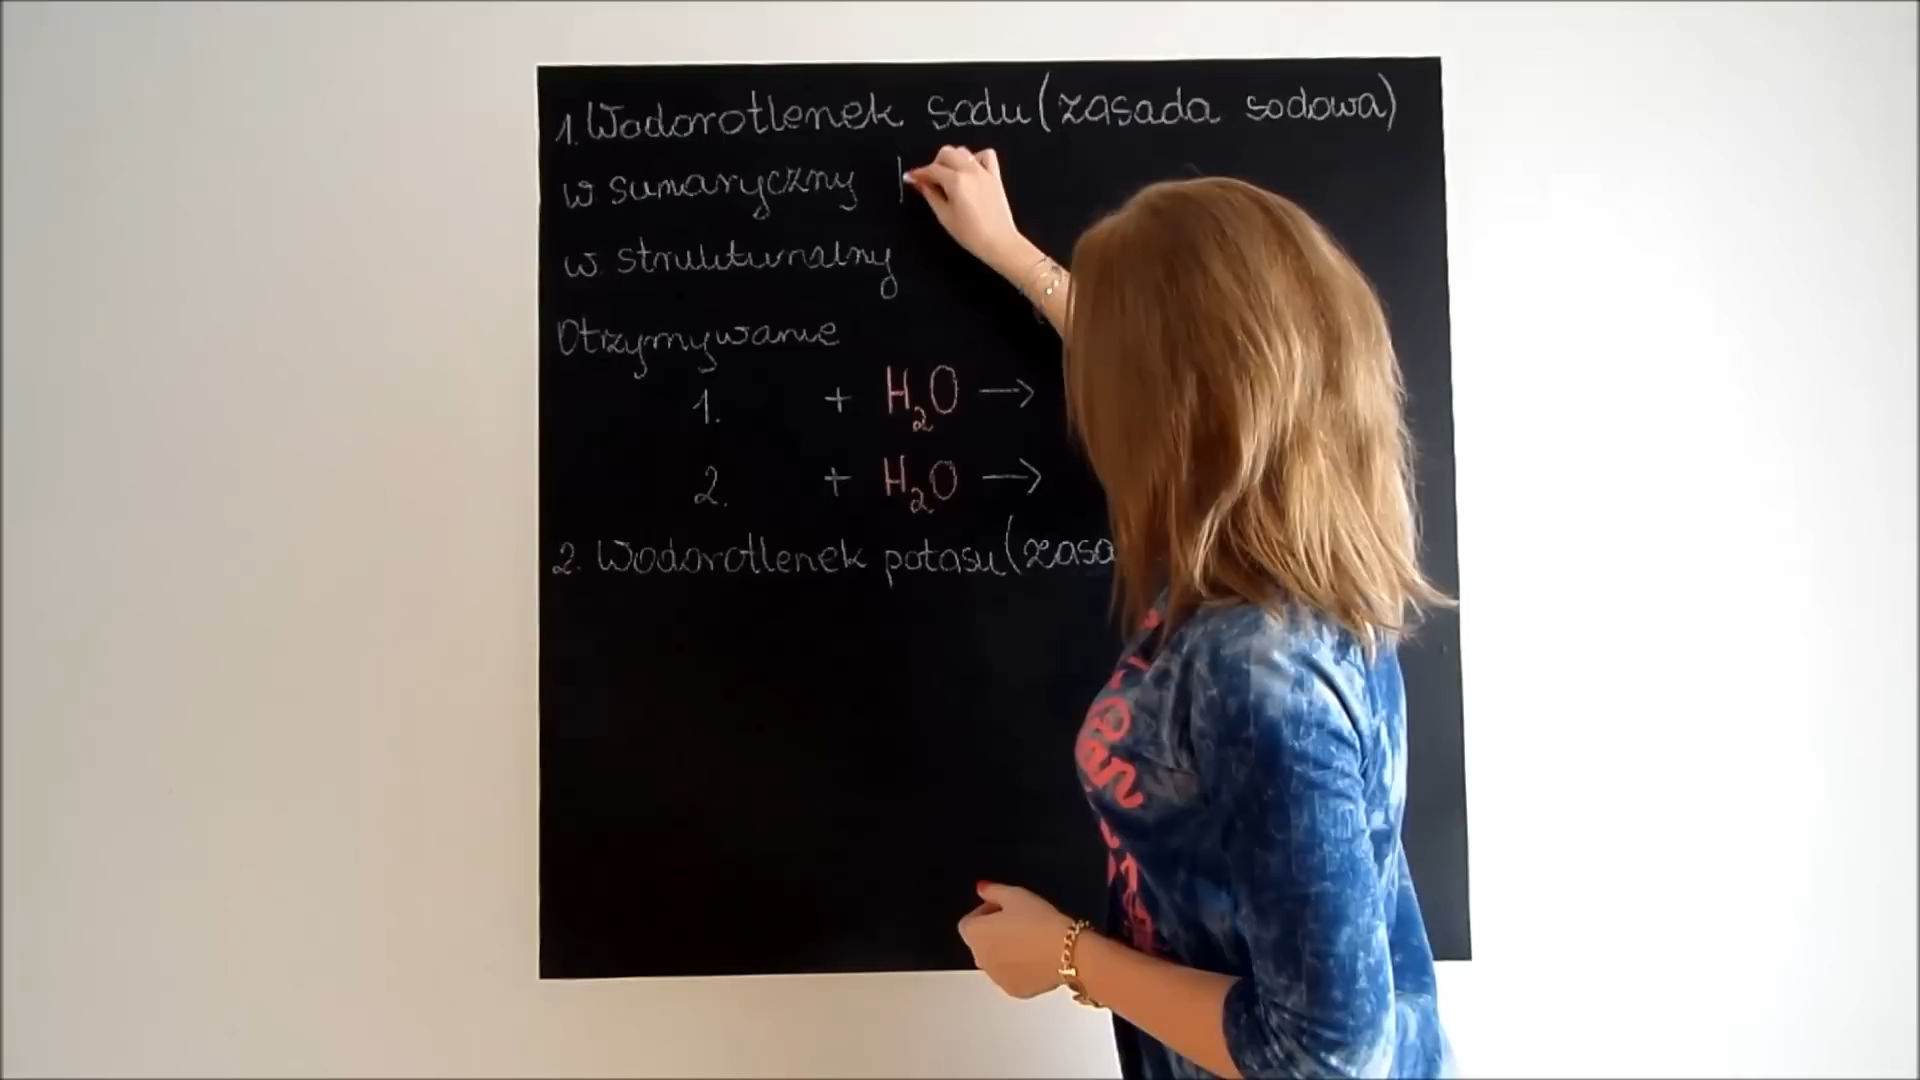 1. Wodorotlenek sodu (zasada sodowa)
w sumaryczny
w. strukturalny
Otrzymywanie
1. + H₂O →
2. + H₂O →
2. Wodorotlenek potasu (zasa